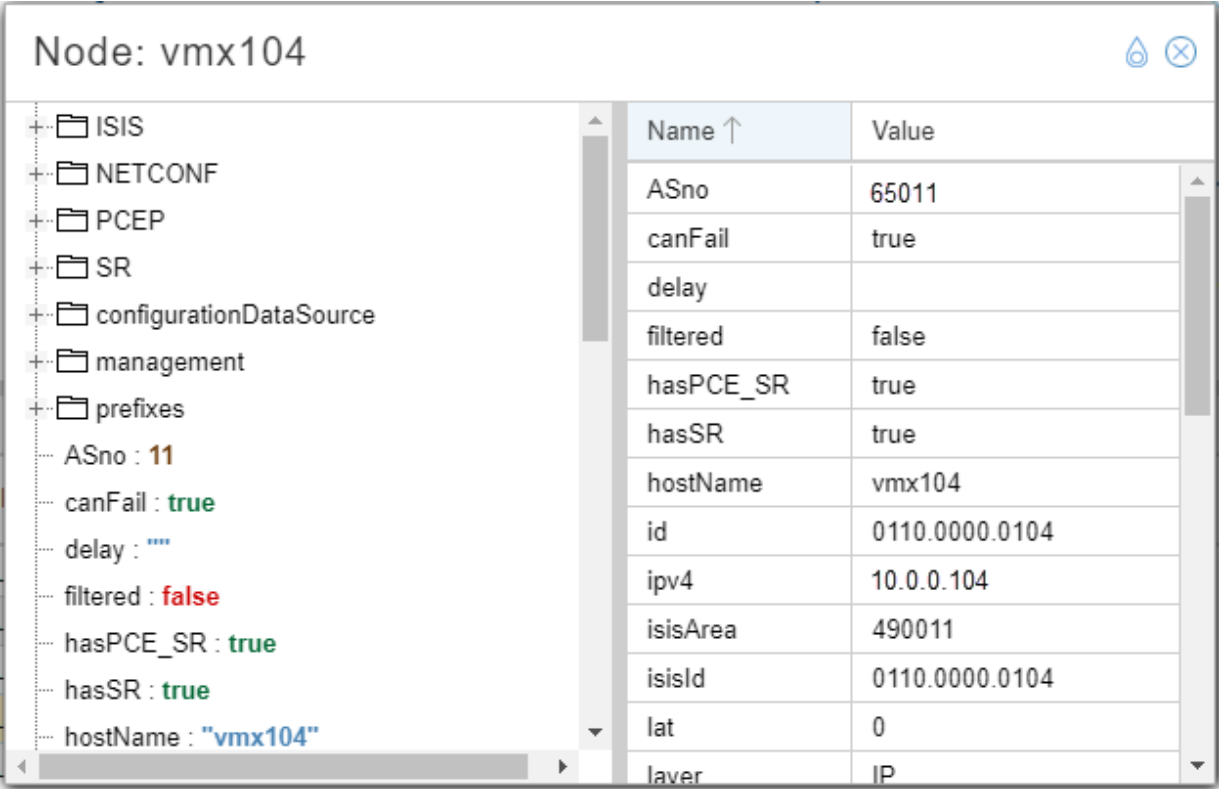 Node: vmx104
ISIS
NETCONF
PCEP
SR
configurationDataSource
management
prefixes
ASno : 11
canFail : true
delay : ""
filtered : false
hasPCE_SR : true
hasSR : true
hostName : "vmx104"
Name ↑ Value
ASno 65011
canFail true
delay
filtered false
hasPCE_SR true
hasSR true
hostName vmx104
id 0110.0000.0104
ipv4 10.0.0.104
isisArea 490011
isisId 0110.0000.0104
lat 0
layer IP